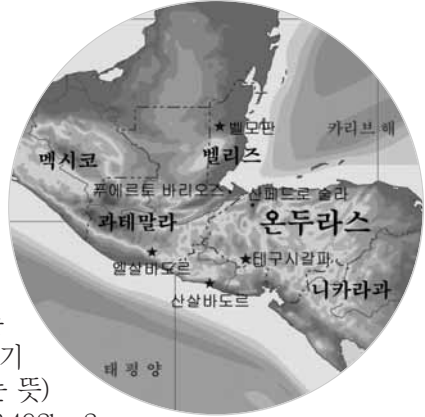 벨모판
카리브 해
멕시코
벨리즈
푸에르토 바리오스
산페드로 술라
과테말라
온두라스
엘살바도르
테구시갈파
산살바도르
니카라과
태평양
기
는 뜻)